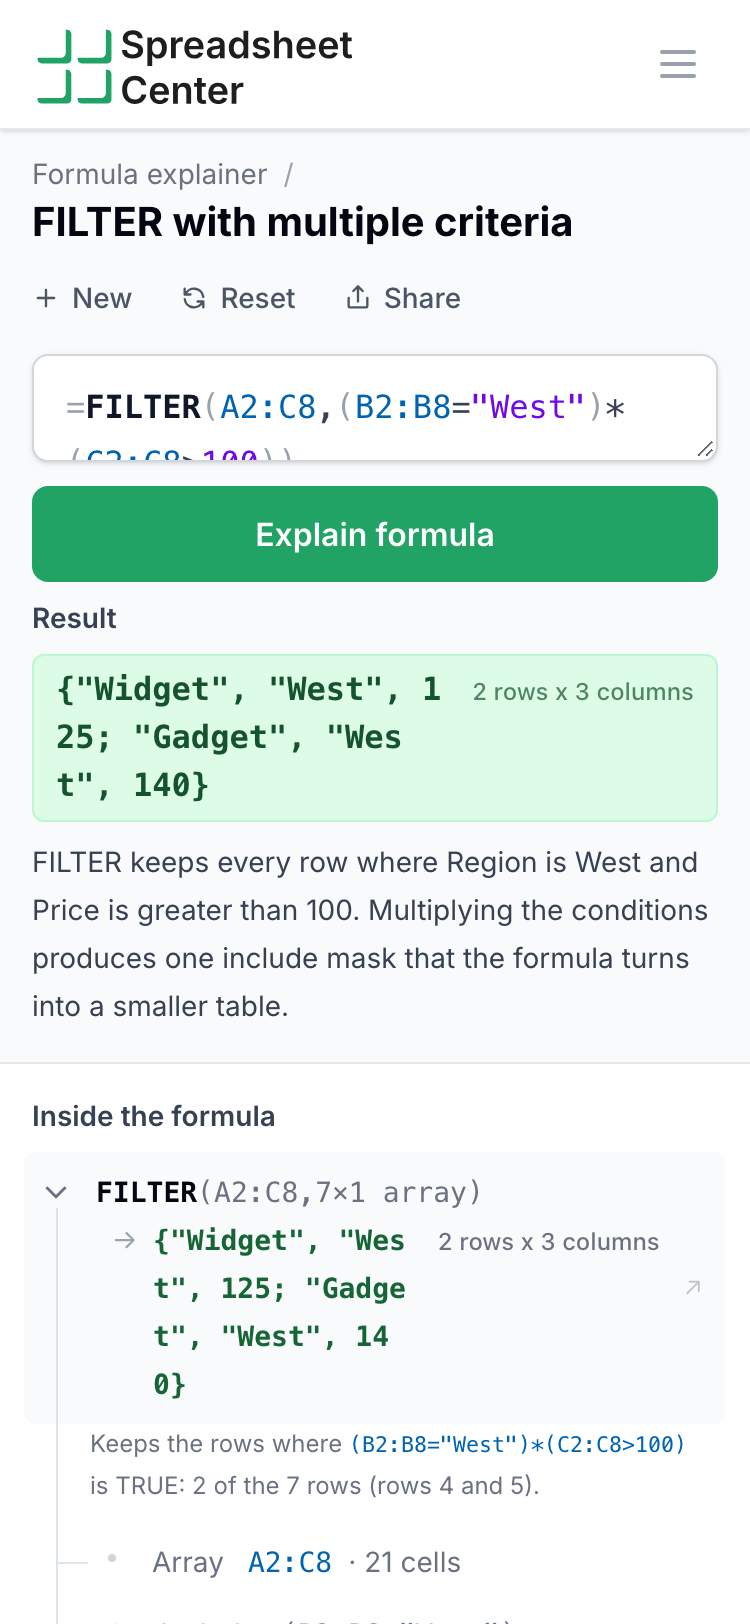 Spreadsheet
Center
Formula explainer /
FILTER with multiple criteria
+ New Reset Share
=FILTER(A2:C8,(B2:B8="West")*
(C2:C8>100))
Explain formula
Result
{"Widget", "West", 1 2 rows x 3 columns
25; "Gadget", "Wes
t", 140}
FILTER keeps every row where Region is West and
Price is greater than 100. Multiplying the conditions
produces one include mask that the formula turns
into a smaller table.
Inside the formula
FILTER(A2:C8,7×1 array)
→ {"Widget", "Wes 2 rows x 3 columns
t", 125; "Gadge
t", "West", 14
0}
Keeps the rows where (B2:B8="West")*(C2:C8>100)
is TRUE: 2 of the 7 rows (rows 4 and 5).
Array A2:C8 · 21 cells